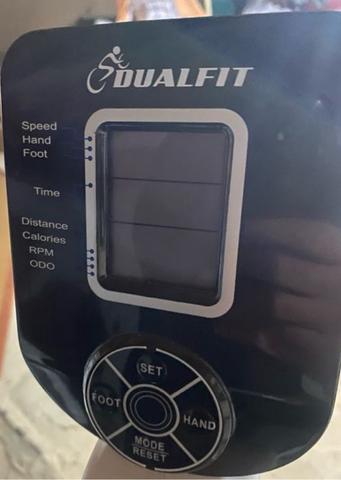 DUALFIT
Speed
Hand
Foot
Time
Distance
Calories
RPM
ODO
SET
FOOT
HAND
MODE
RESET